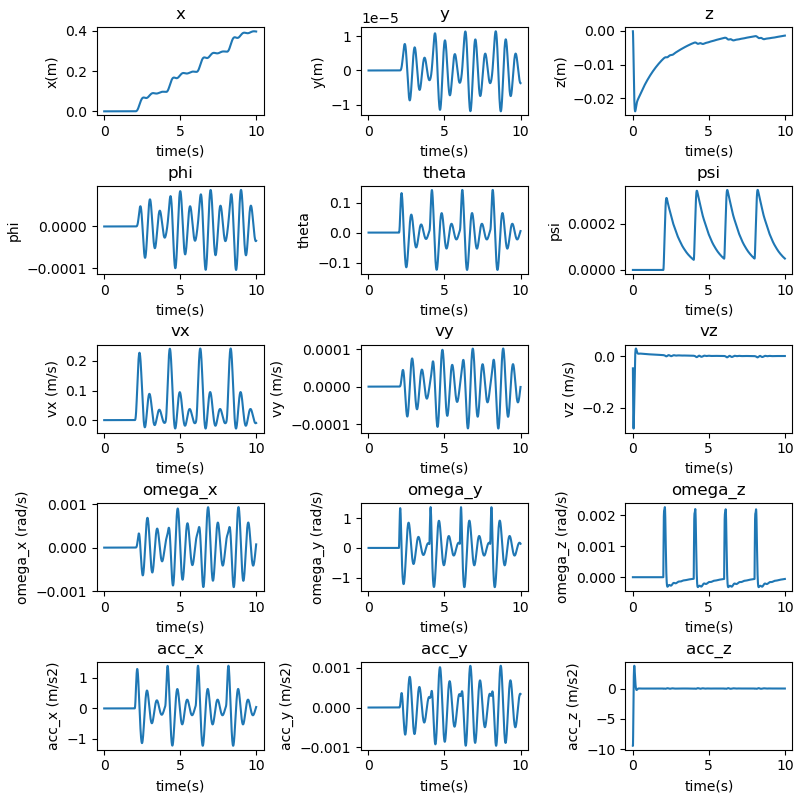 x
y
z
1e−5
0.4
0.2
0.0
x(m)
1
0
−1
y(m)
0.00
−0.01
−0.02
z(m)
0 5 10
0 5 10
0 5 10
time(s)
time(s)
time(s)
phi
theta
psi
0.0000
−0.0001
phi
0.1
0.0
−0.1
theta
0.0002
0.0000
psi
0 5 10
0 5 10
0 5 10
time(s)
time(s)
time(s)
vx
vy
vz
0.2
0.1
0.0
vx (m/s)
0.0001
0.0000
−0.0001
vy (m/s)
0.0
−0.2
vz (m/s)
0 5 10
0 5 10
0 5 10
time(s)
time(s)
time(s)
omega_x
omega_y
omega_z
0.001
0.000
−0.001
omega_x (rad/s)
1
0
−1
omega_y (rad/s)
0.002
0.001
0.000
omega_z (rad/s)
0 5 10
0 5 10
0 5 10
time(s)
time(s)
time(s)
acc_x
acc_y
acc_z
1
0
−1
acc_x (m/s2)
0.001
0.000
−0.001
acc_y (m/s2)
0
−5
−10
acc_z (m/s2)
0 5 10
0 5 10
0 5 10
time(s)
time(s)
time(s)